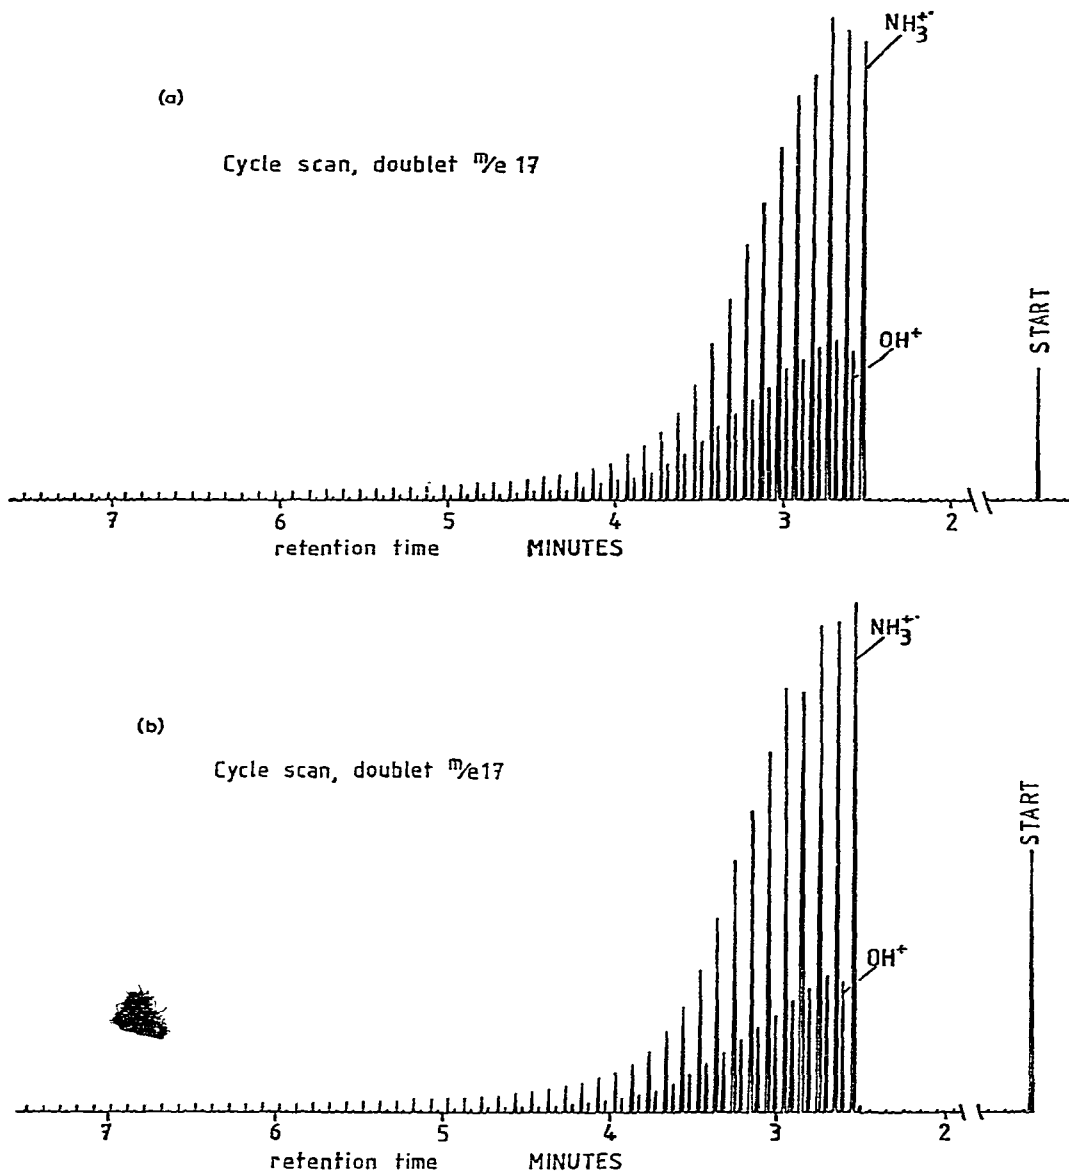 NH3+·
(a)
Cycle scan, doublet m/e 17
OH+
START
7 6 5 4 3 2
retention time MINUTES
NH3+·
(b)
Cycle scan, doublet m/e17
OH+
START
7 6 5 4 3 2
retention time MINUTES